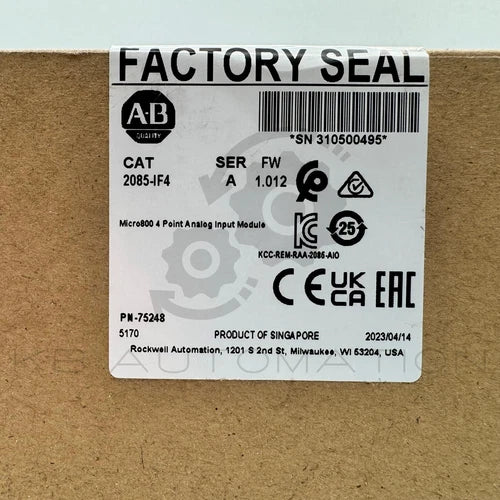 FACTORY SEAL
AB
QUALITY
*SN 310500495*
CAT SER FW
2085-IF4 A 1.012
Micro800 4 Point Analog Input Module
25
KCC-REM-RAA-2085-AIO
CE UK CA EAC
PN-75248
5170 PRODUCT OF SINGAPORE 2023/04/14
Rockwell Automation, 1201 S 2nd St, Milwaukee, WI 53204, USA
AUTOMATIO